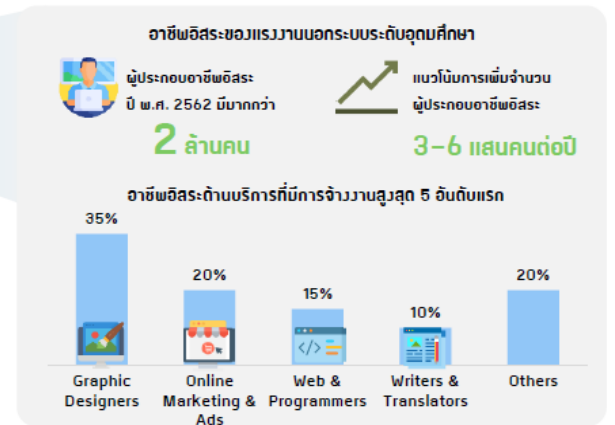 อาชีพอิสระของแรงงานนอกระบบระดับอุดมศึกษา
ผู้ประกอบอาชีพอิสระ
ปี พ.ศ. 2562 มีมากกว่า
2 ล้านคน
แนวโน้มการเพิ่มจำนวน
ผู้ประกอบอาชีพอิสระ
3-6 แสนคนต่อปี
อาชีพอิสระด้านบริการที่มีการจ้างงานสูงสุด 5 อันดับแรก
35%
20%
15%
10%
20%
Graphic Designers
Online Marketing & Ads
Web & Programmers
Writers & Translators
Others